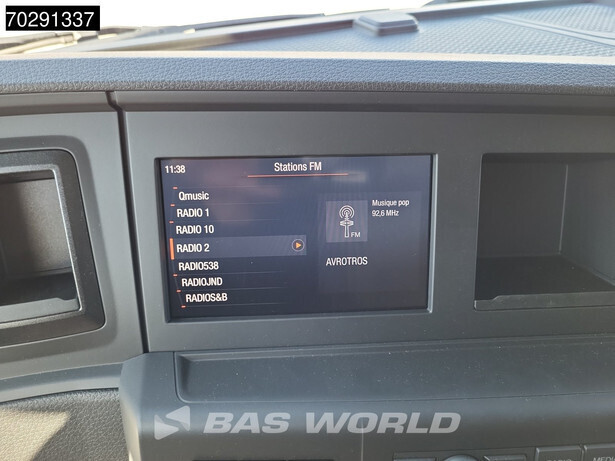 70291337
11:38
Stations FM
Qmusic
RADIO 1
RADIO 10
RADIO 2
RADIO538
RADIOJND
RADIOS&B
Musique pop
92,6 MHz
FM
AVROTROS
BAS WORLD